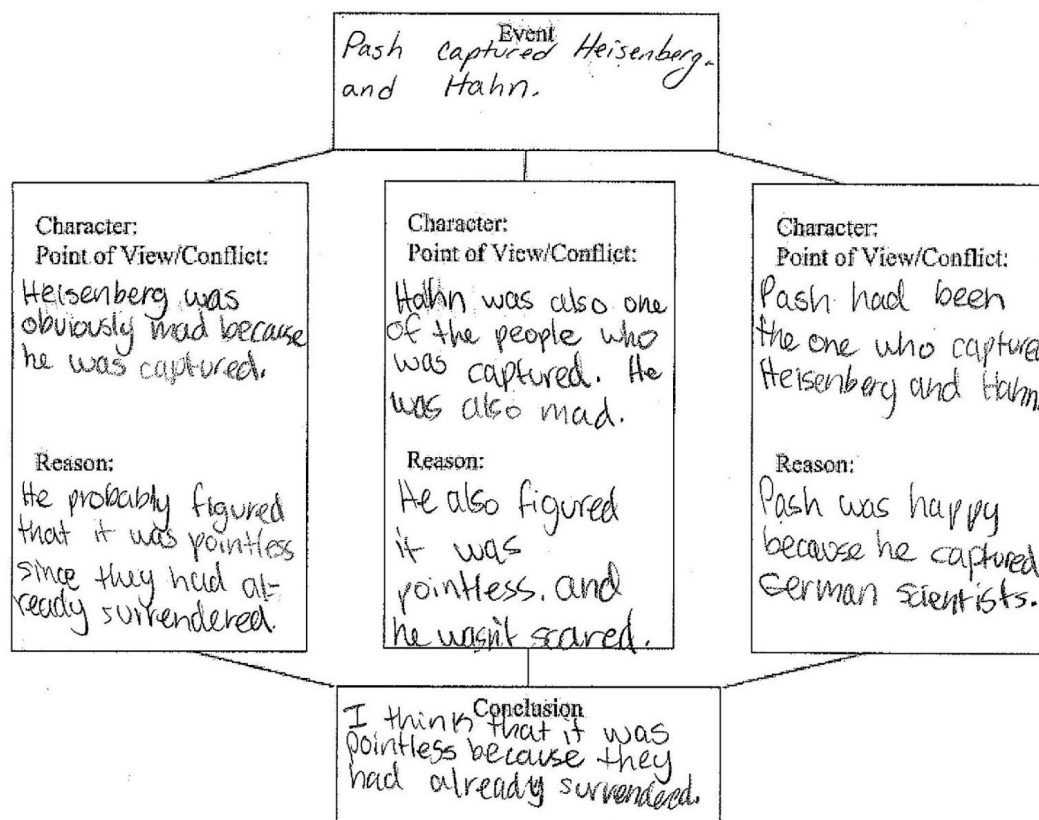 Event
Pash captured Heisenberg.
and Hahn.
Character:
Point of View/Conflict:
Heisenberg was
obviously mad because
he was captured.
Reason:
He probably figured
that it was pointless
since they had al-
ready surrendered.
Character:
Point of View/Conflict:
Hahn was also one
of the people who
was captured. He
was also mad.
Reason:
He also figured
it was
pointless. and
he wasn't scared.
Character:
Point of View/Conflict:
Pash had been
the one who captured
Heisenberg and Hahn.
Reason:
Pash was happy
because he captured
German scientists.
Conclusion
I think that it was
pointless because they
had already surrendered.